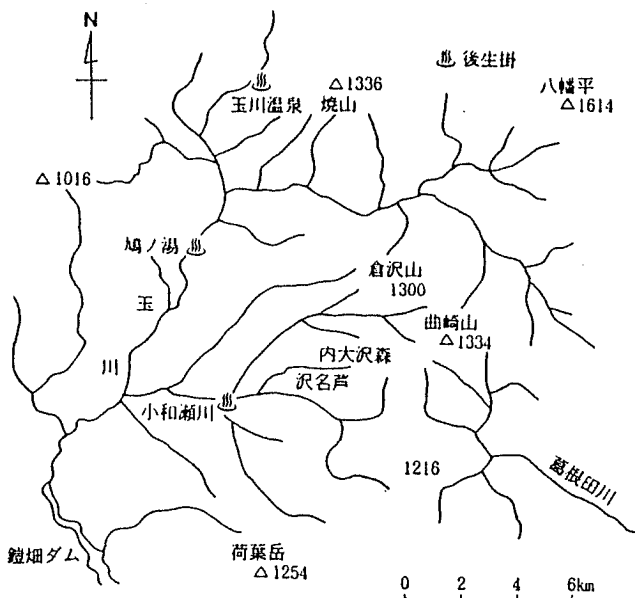 N
後生掛
八幡平
△1614
△1336
玉川温泉
焼山
△1016
鳩ノ湯
倉沢山
1300
玉
川
曲崎山
△1334
内大沢森
沢名芦
小和瀬川
1216
葛根田川
鎧畑ダム
荷葉岳
△1254
0 2 4 6km